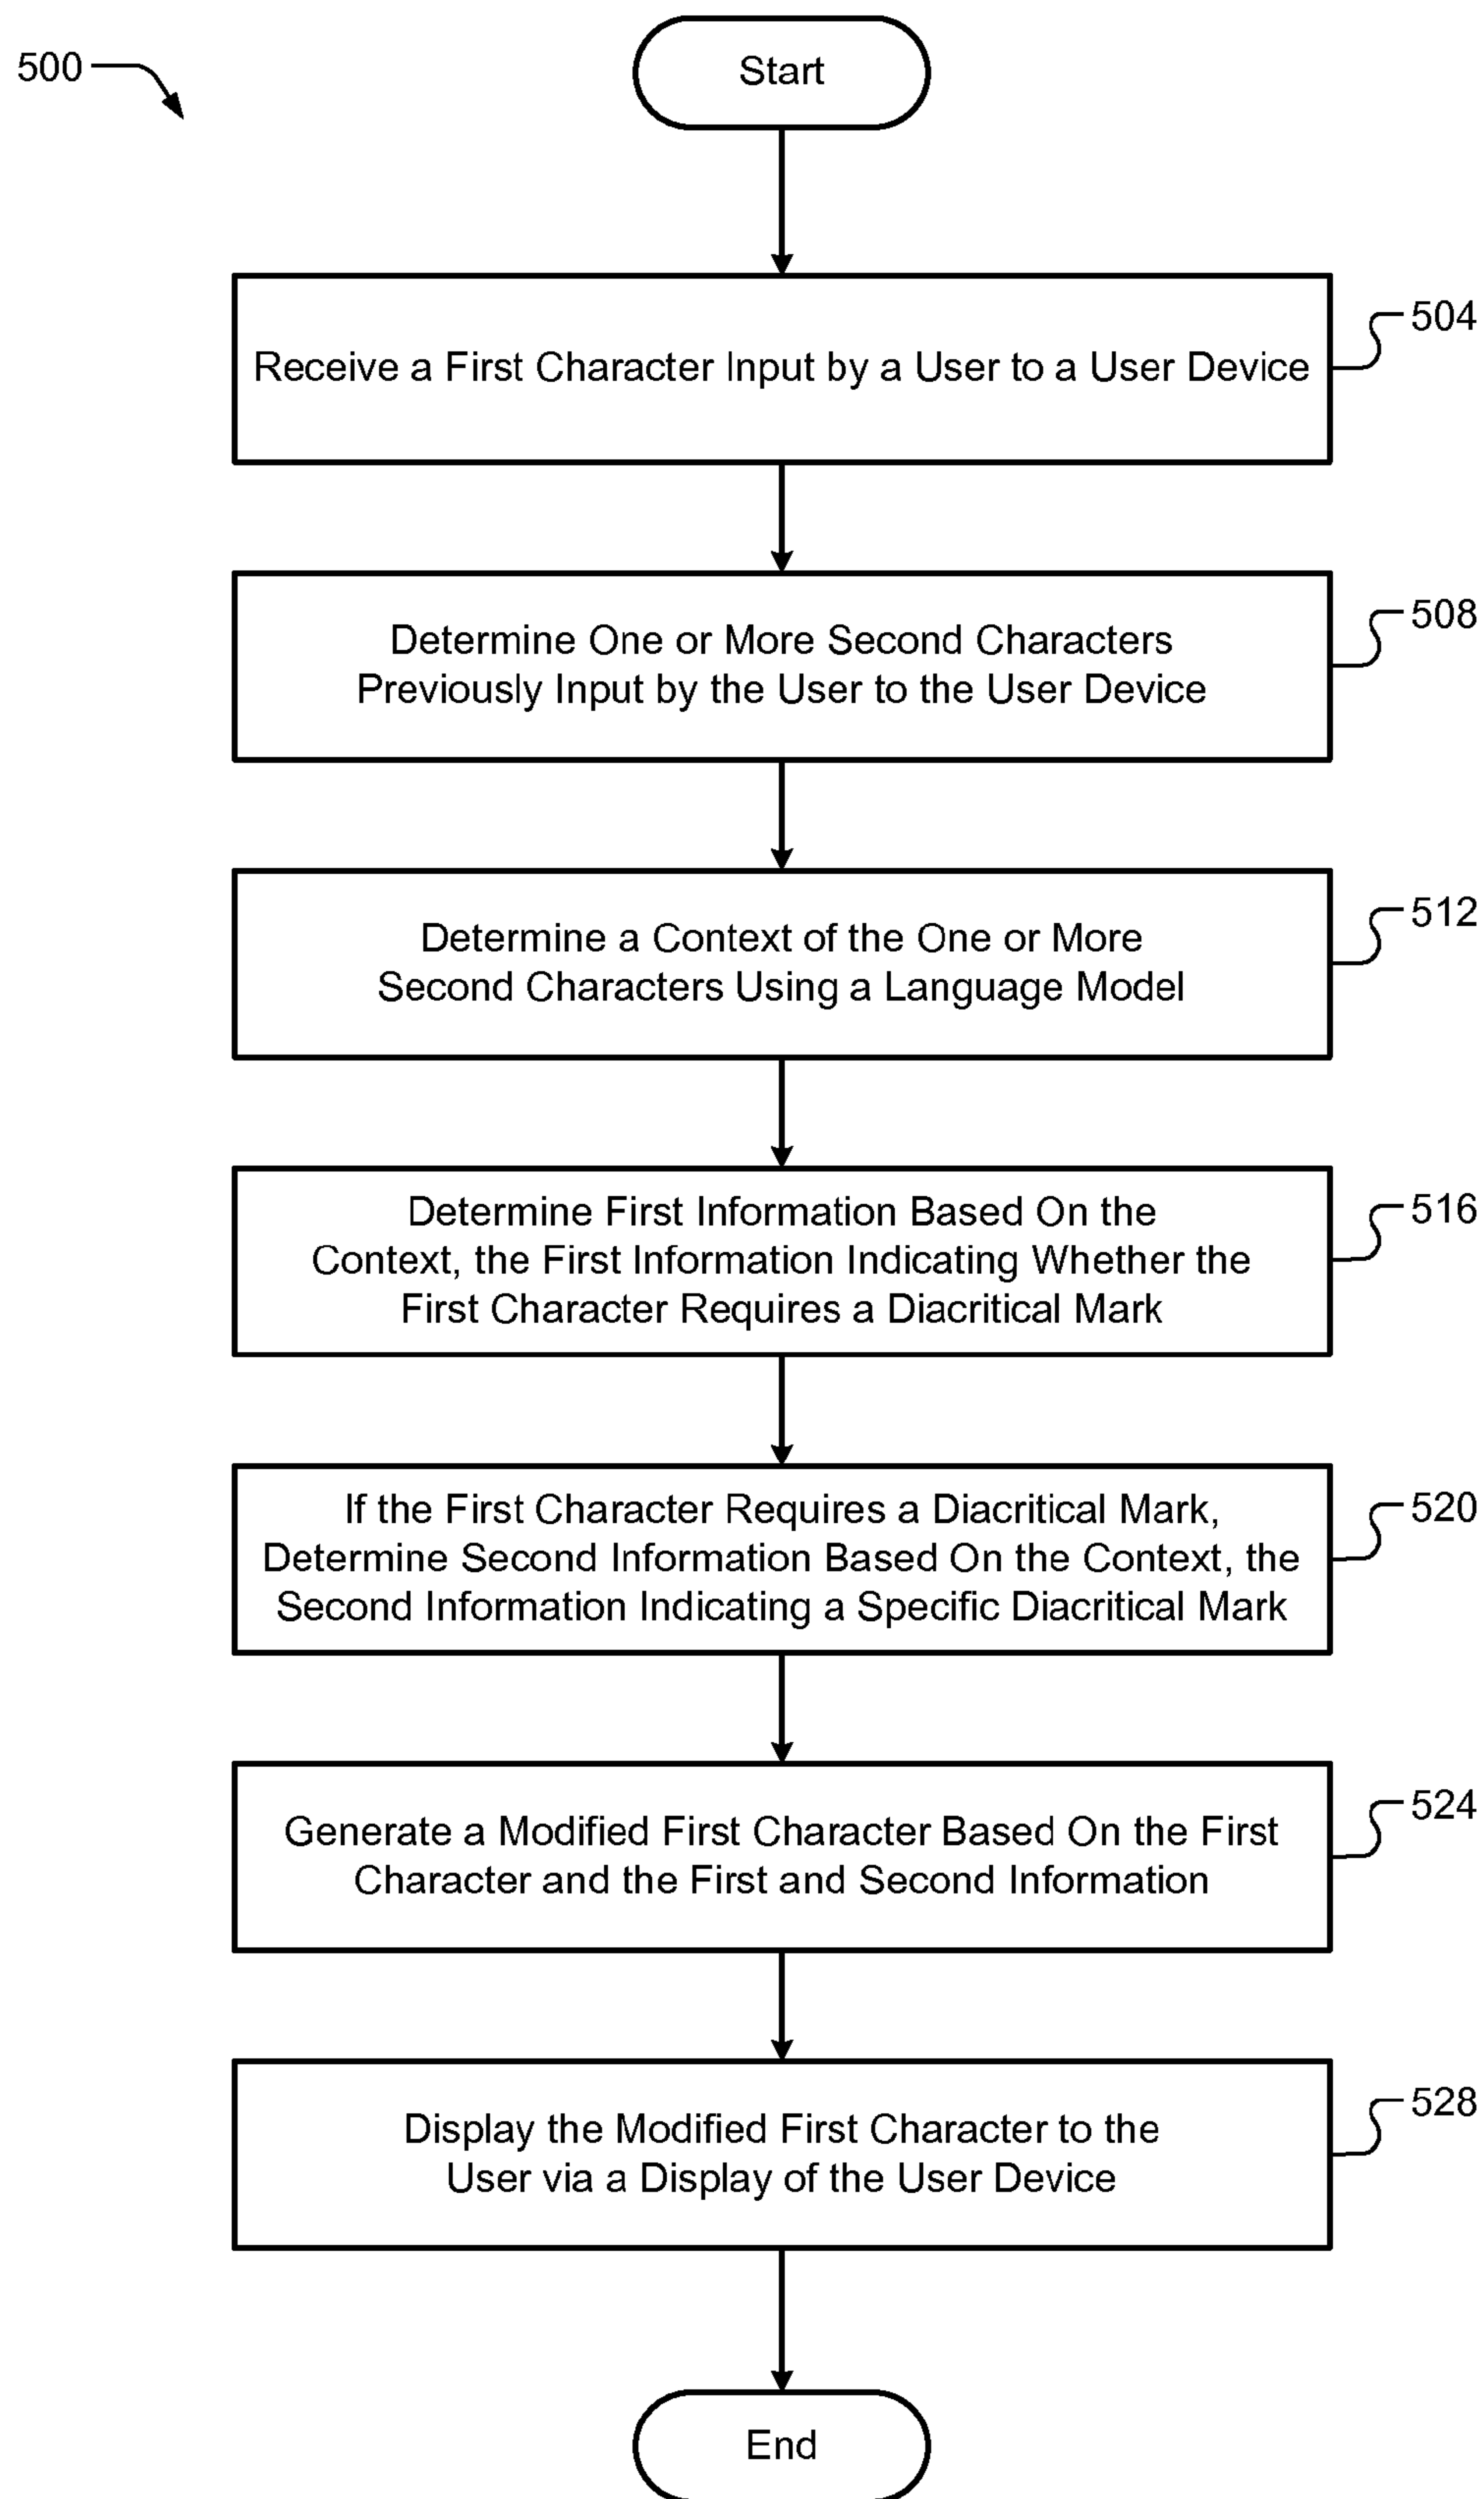 500
Start
504
Receive a First Character Input by a User to a User Device
508
Determine One or More Second Characters
Previously Input by the User to the User Device
512
Determine a Context of the One or More
Second Characters Using a Language Model
516
Determine First Information Based On the
Context, the First Information Indicating Whether the
First Character Requires a Diacritical Mark
520
If the First Character Requires a Diacritical Mark,
Determine Second Information Based On the Context, the
Second Information Indicating a Specific Diacritical Mark
524
Generate a Modified First Character Based On the First
Character and the First and Second Information
528
Display the Modified First Character to the
User via a Display of the User Device
End